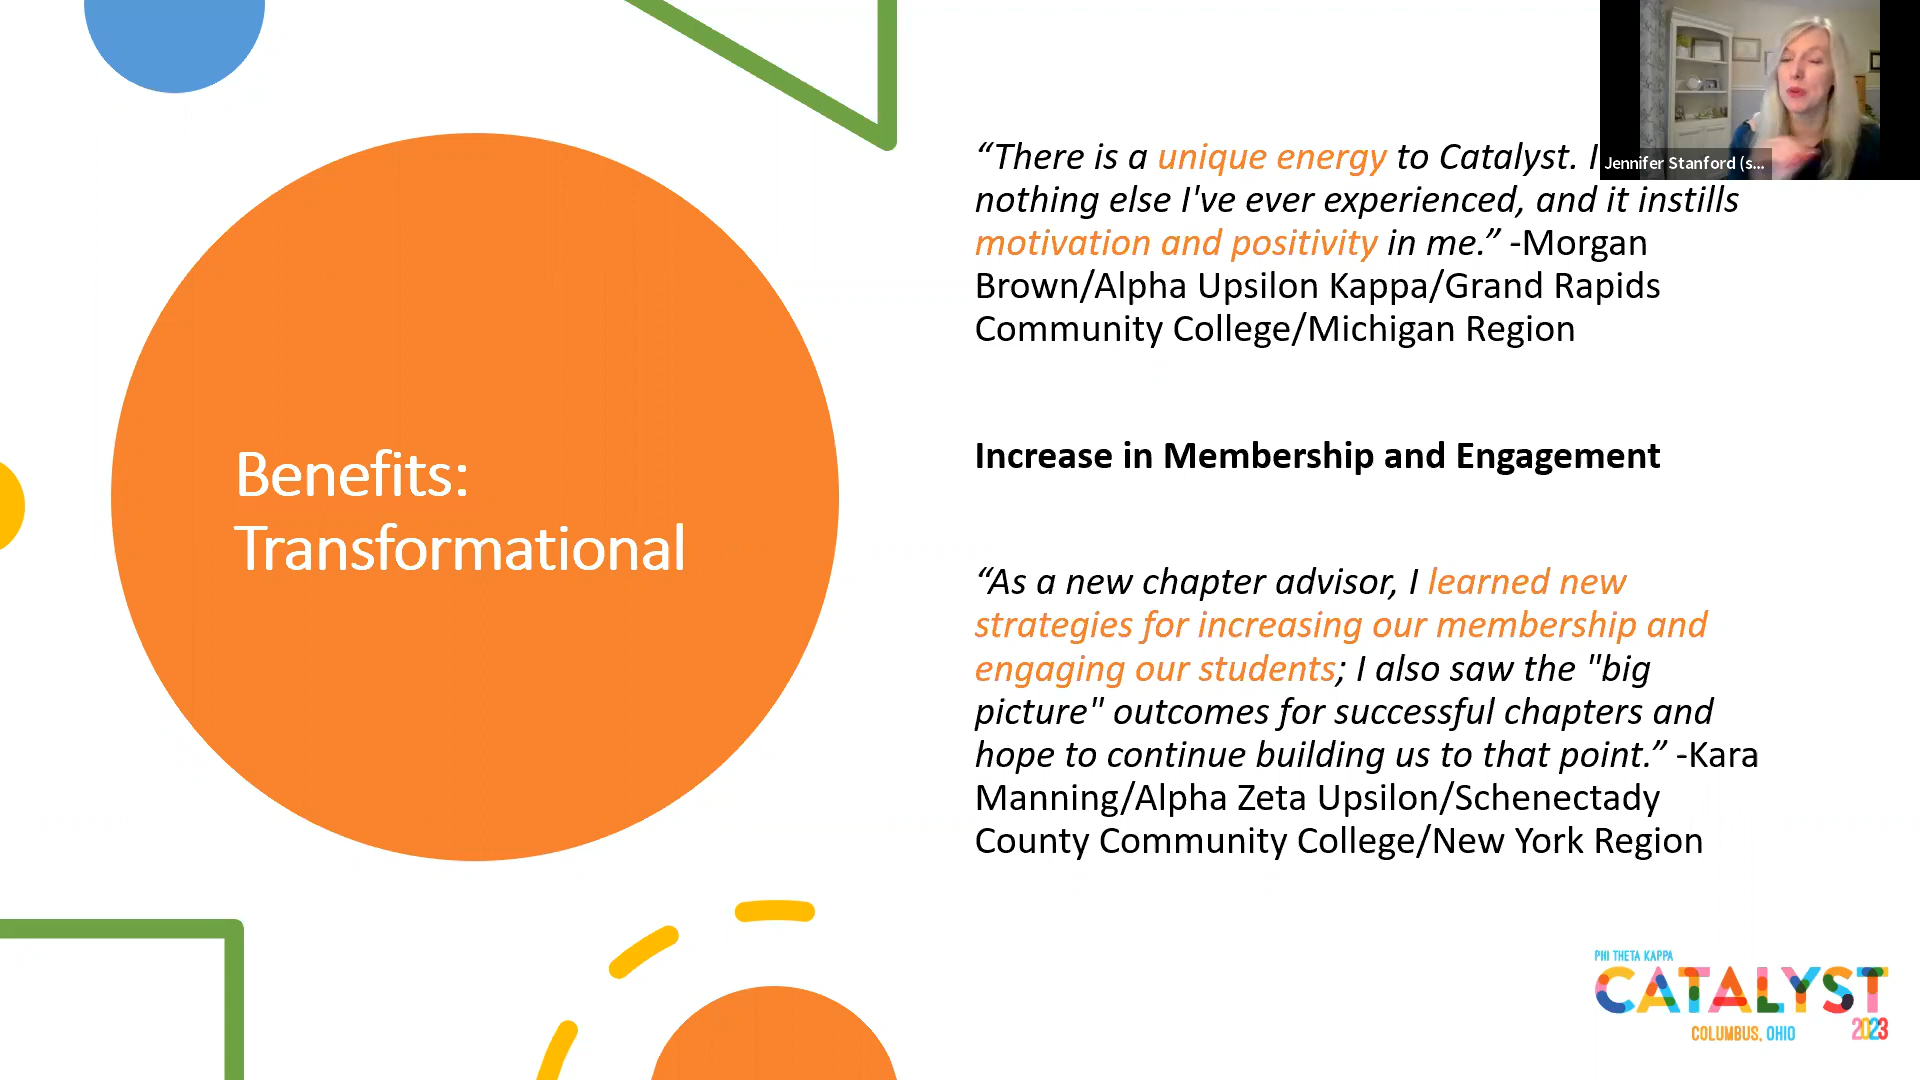 Benefits:
Transformational
“There is a unique energy to Catalyst. I
nothing else I've ever experienced, and it instills
motivation and positivity in me.” -Morgan
Brown/Alpha Upsilon Kappa/Grand Rapids
Community College/Michigan Region
Increase in Membership and Engagement
“As a new chapter advisor, I learned new
strategies for increasing our membership and
engaging our students; I also saw the "big
picture" outcomes for successful chapters and
hope to continue building us to that point.” -Kara
Manning/Alpha Zeta Upsilon/Schenectady
County Community College/New York Region
Jennifer Stanford (s...
PHI THETA KAPPA
CATALYST
COLUMBUS, OHIO 2023